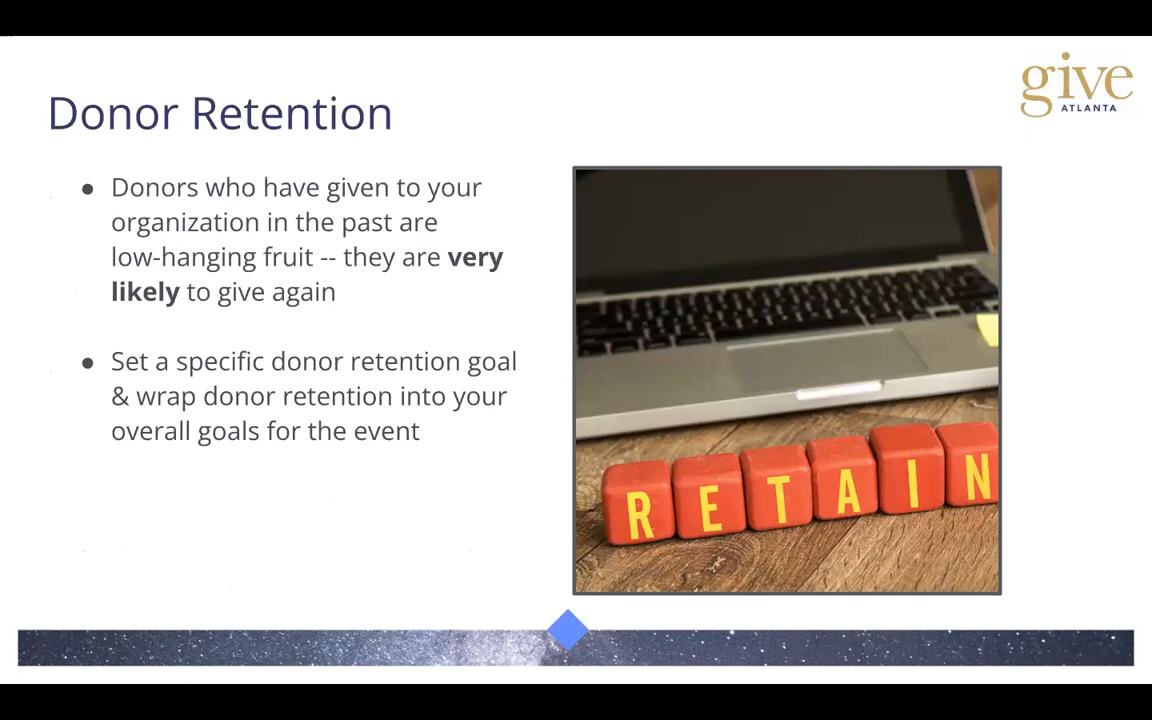 give
ATLANTA
Donor Retention
● Donors who have given to your
organization in the past are
low-hanging fruit -- they are very
likely to give again
● Set a specific donor retention goal
& wrap donor retention into your
overall goals for the event
RETAIN